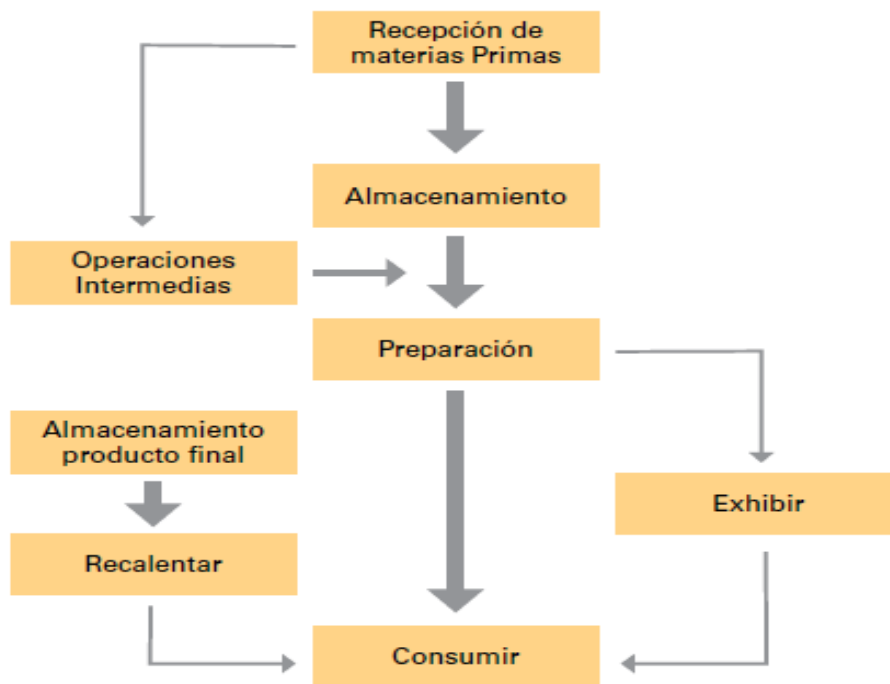 Recepción de
materias Primas
Almacenamiento
Operaciones
Intermedias
Preparación
Almacenamiento
producto final
Exhibir
Recalentar
Consumir